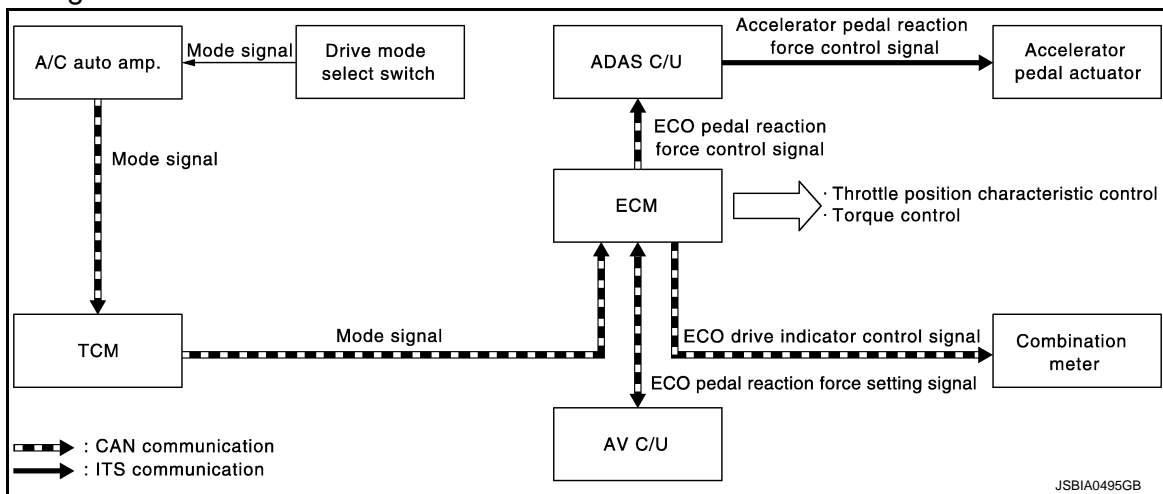 A/C auto amp.
Mode signal
Drive mode
select switch
ADAS C/U
Accelerator pedal reaction
force control signal
Accelerator
pedal actuator
Mode signal
ECO pedal reaction
force control signal
ECM
· Throttle position characteristic control
· Torque control
TCM
Mode signal
ECO drive indicator control signal
Combination
meter
ECO pedal reaction force setting signal
AV C/U
: CAN communication
: ITS communication
JSBIA0495GB